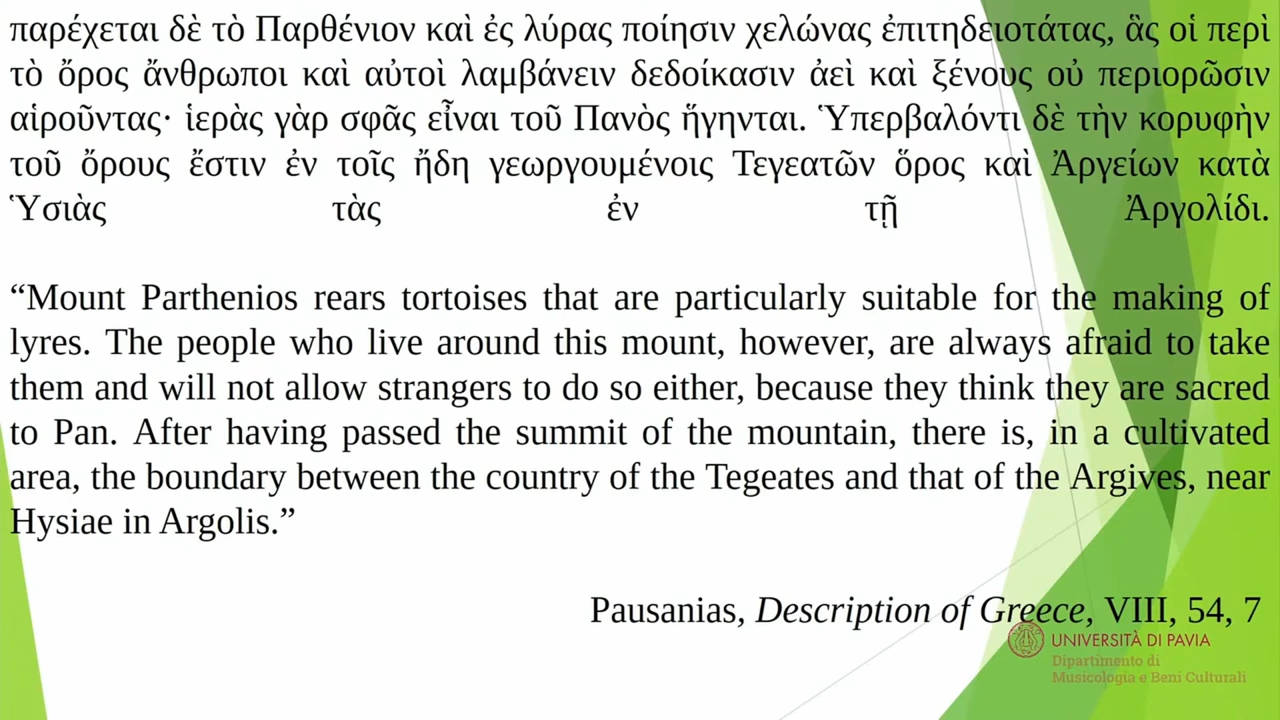 παρέχεται δὲ τὸ Παρθένιον καὶ ἐς λύρας ποίησιν χελώνας ἐπιτηδειοτάτας, ἃς οἱ περὶ
τὸ ὄρος ἄνθρωποι καὶ αὐτοὶ λαμβάνειν δεδοίκασιν ἀεὶ καὶ ξένους οὐ περιορῶσιν
αἱροῦντας· ἱερὰς γὰρ σφᾶς εἶναι τοῦ Πανὸς ἥγηνται. Ὑπερβαλόντι δὲ τὴν κορυφὴν
τοῦ ὄρους ἔστιν ἐν τοῖς ἤδη γεωργουμένοις Τεγεατῶν ὅρος καὶ Ἀργείων κατὰ
Ὑσιὰς τὰς ἐν τῇ Ἀργολίδι.
“Mount Parthenios rears tortoises that are particularly suitable for the making of
lyres. The people who live around this mount, however, are always afraid to take
them and will not allow strangers to do so either, because they think they are sacred
to Pan. After having passed the summit of the mountain, there is, in a cultivated
area, the boundary between the country of the Tegeates and that of the Argives, near
Hysiae in Argolis.”
Pausanias, Description of Greece, VIII, 54, 7
UNIVERSITÀ DI PAVIA
Dipartimento di
Musicologia e Beni Culturali